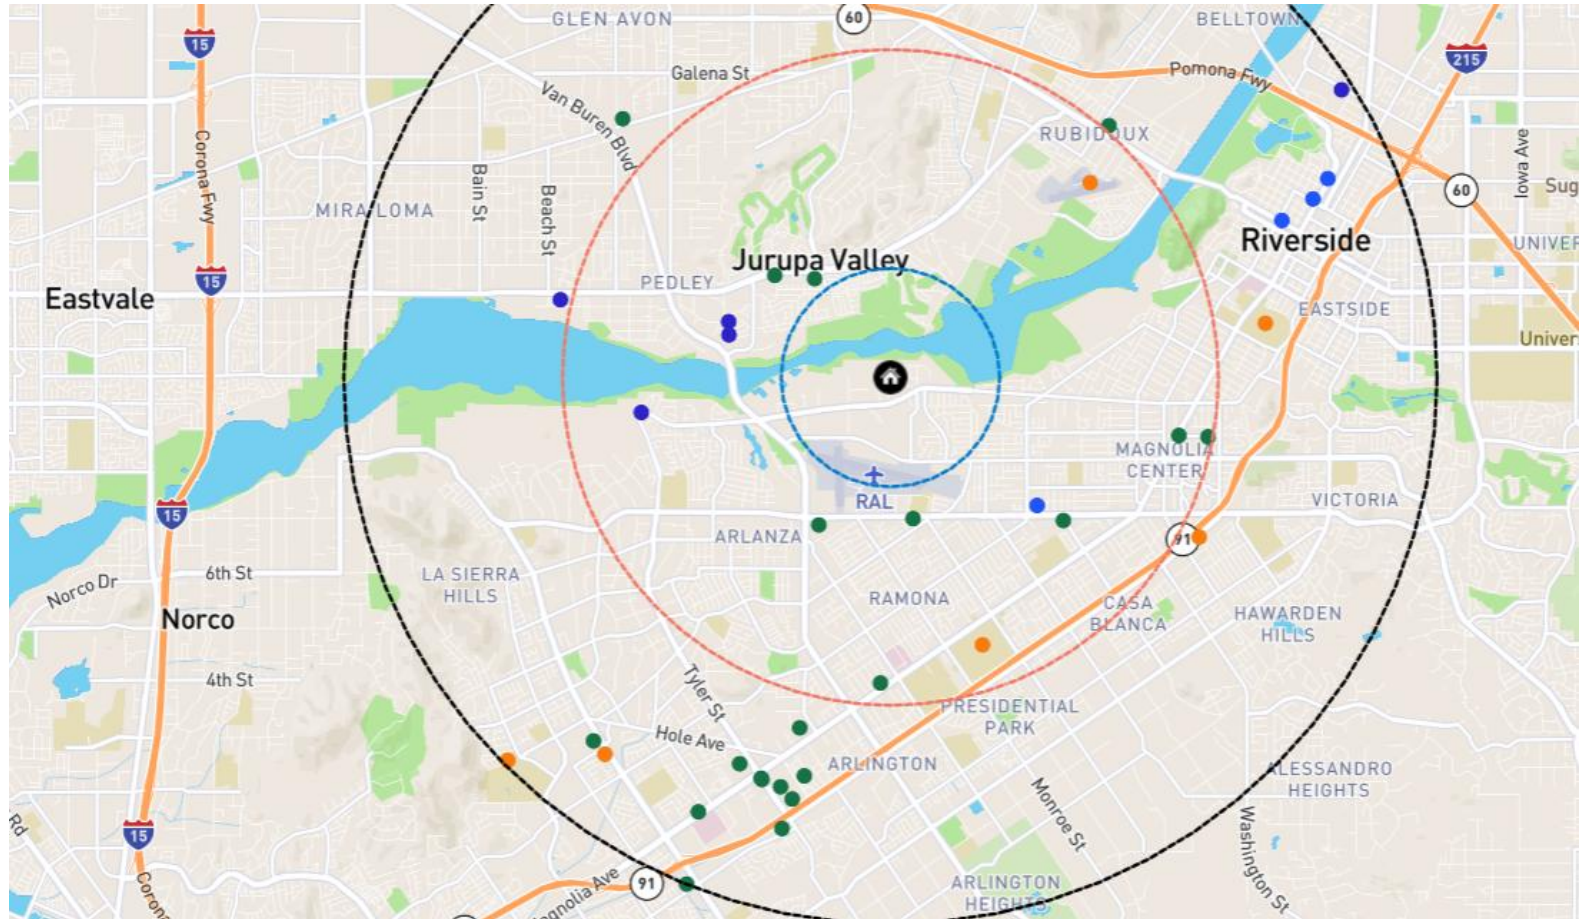 GLEN AVON
60
BELLTOWN
15
215
Galena St
Pomona Fwy
Van Buren Blvd
Corona Fwy
RUBIDOUX
Iowa Ave
Bain St
Beach St
60
Sug
MIRA LOMA
Riverside
UNIVER
Jurupa Valley
15
PEDLEY
Eastvale
EASTSIDE
Univer
MAGNOLIA
CENTER
RAL
VICTORIA
15
ARLANZA
91
6th St
LA SIERRA
HILLS
Norco Dr
RAMONA
CASA
BLANCA
HAWARDEN
HILLS
Norco
4th St
Tyler St
PRESIDENTIAL
PARK
Hole Ave
ARLINGTON
ALESSANDRO
HEIGHTS
Monroe St
Rd
15
Washington St
91
agnolia Ave
Corona
ARLINGTON
HEIGHTS